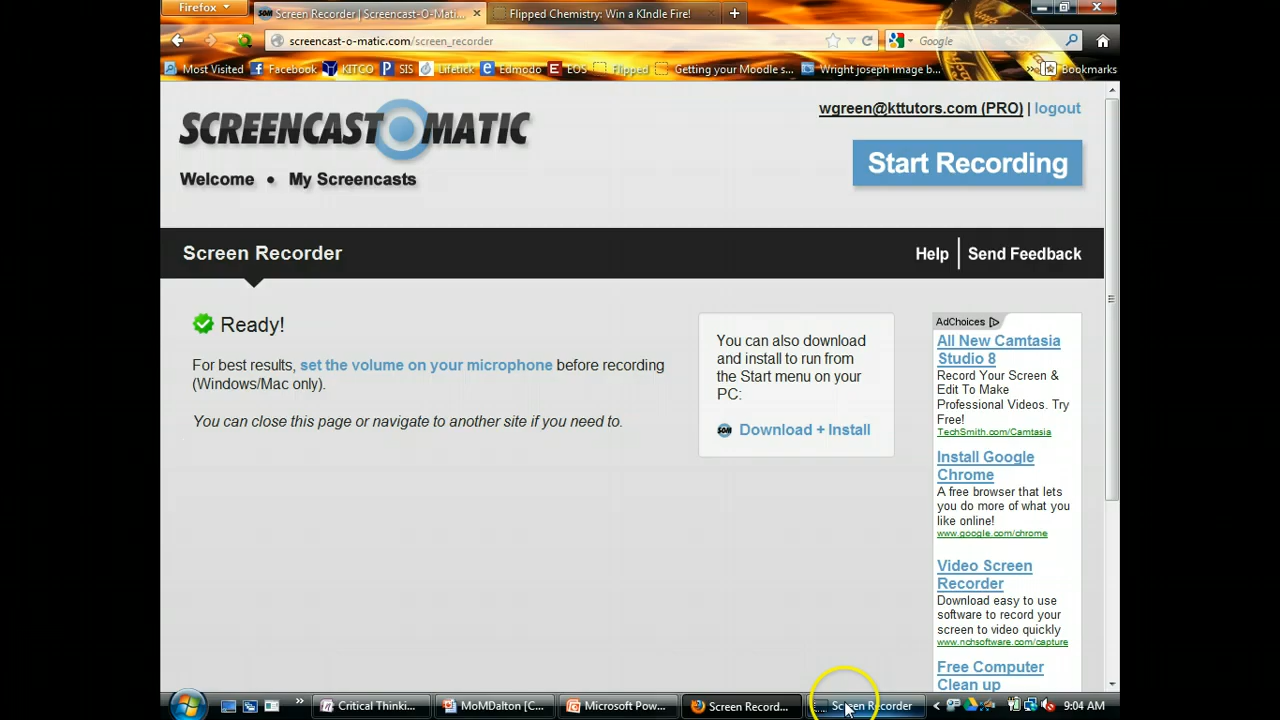 Firefox
Screen Recorder | Screencast-O-Mati...
Flipped Chemistry: Win a KIndle Fire!
screencast-o-matic.com/screen_recorder
Google
Most Visited
Facebook
KITCO
SIS
Lifetick
Edmodo
EOS
Flipped
Getting your Moodle s...
Wright joseph image b...
Bookmarks
SCREENCAST O MATIC
wgreen@kttutors.com (PRO) | logout
Start Recording
Welcome • My Screencasts
Screen Recorder
Help
Send Feedback
Ready!
For best results, set the volume on your microphone before recording
(Windows/Mac only).
You can close this page or navigate to another site if you need to.
You can also download
and install to run from
the Start menu on your
PC:
SOM
Download + Install
AdChoices
All New Camtasia
Studio 8
Record Your Screen &
Edit To Make
Professional Videos. Try
Free!
TechSmith.com/Camtasia
Install Google
Chrome
A free browser that lets
you do more of what you
like online!
www.google.com/chrome
Video Screen
Recorder
Download easy to use
software to record your
screen to video quickly
www.nchsoftware.com/capture
Free Computer
Clean up
Critical Thinki...
MoMDalton [C...
Microsoft Pow...
Screen Record...
Screen Recorder
9:04 AM